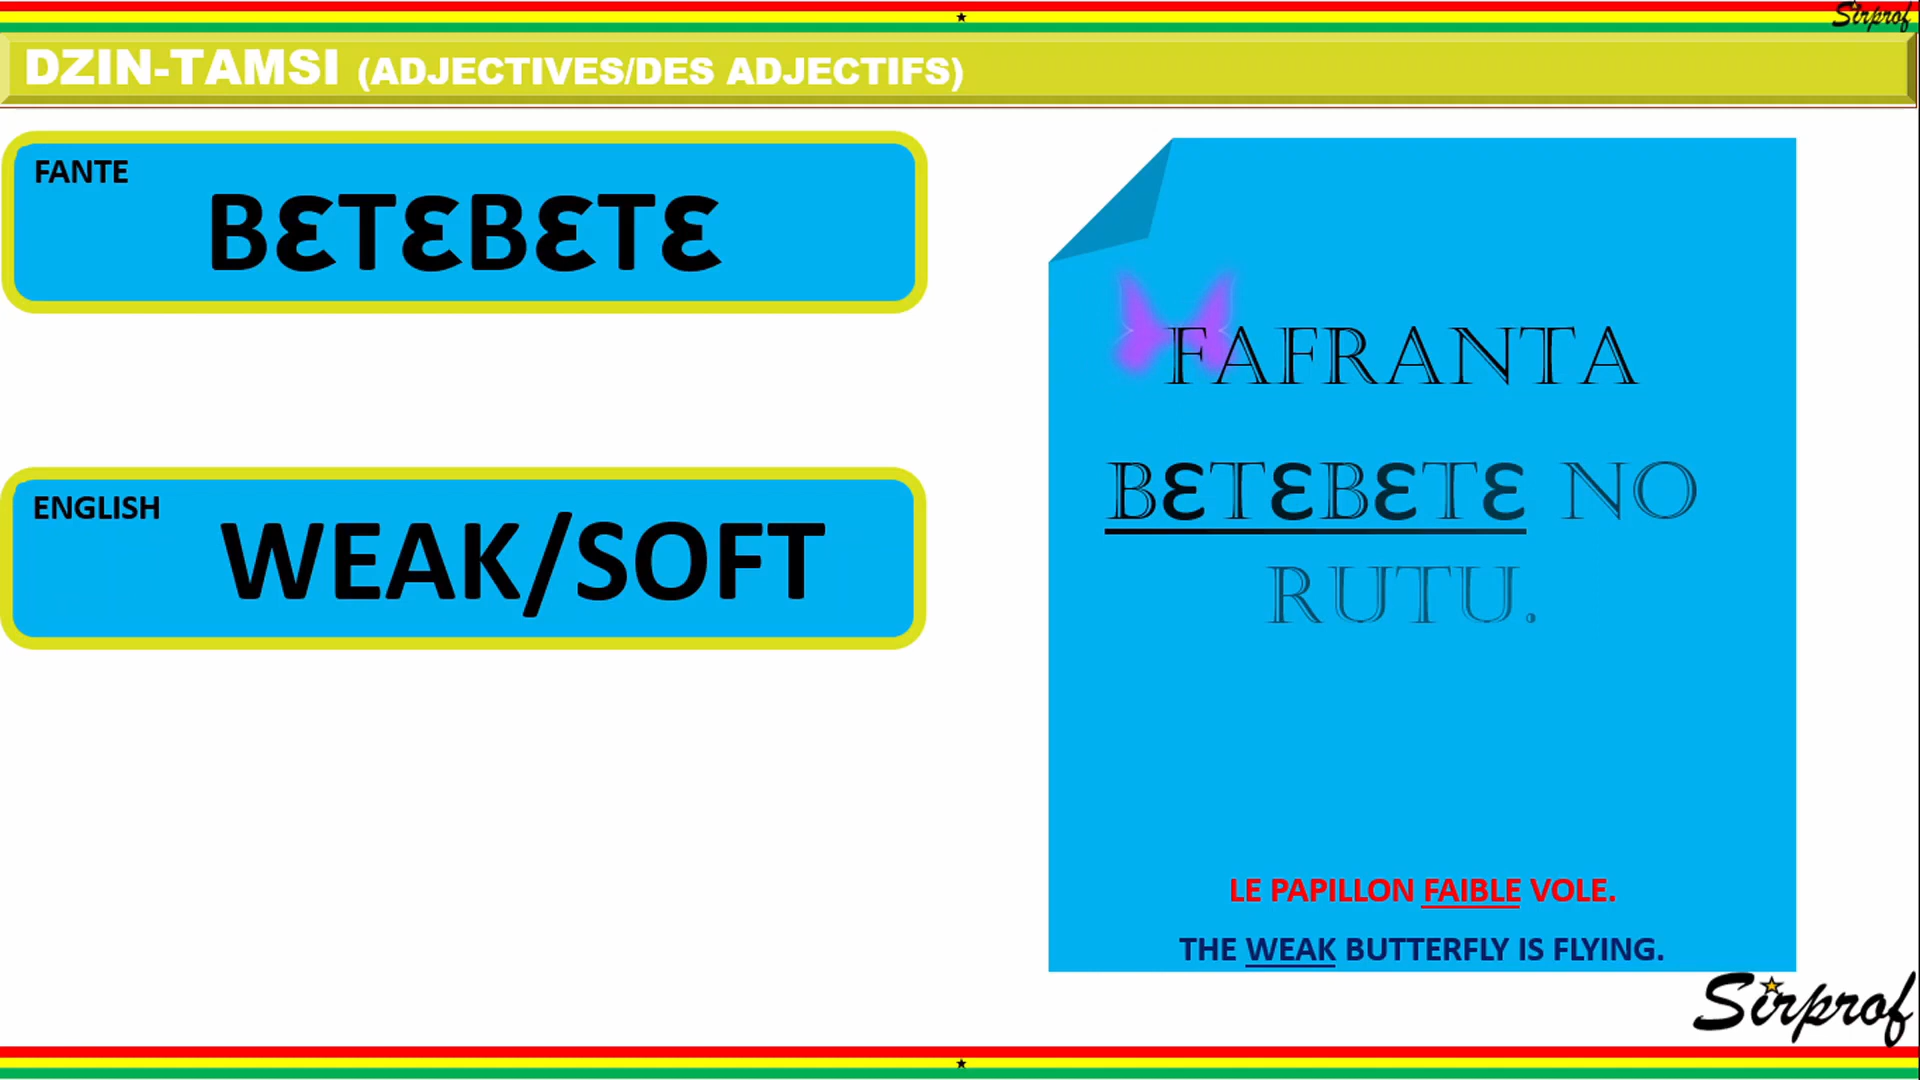 Sirprof
DZIN-TAMSI (ADJECTIVES/DES ADJECTIFS)
FANTE
BƐTƐBƐTƐ
ENGLISH
WEAK/SOFT
FAFRANTA
BƐTƐBƐTƐ NO
RUTU.
LE PAPILLON FAIBLE VOLE.
THE WEAK BUTTERFLY IS FLYING.
Sirprof